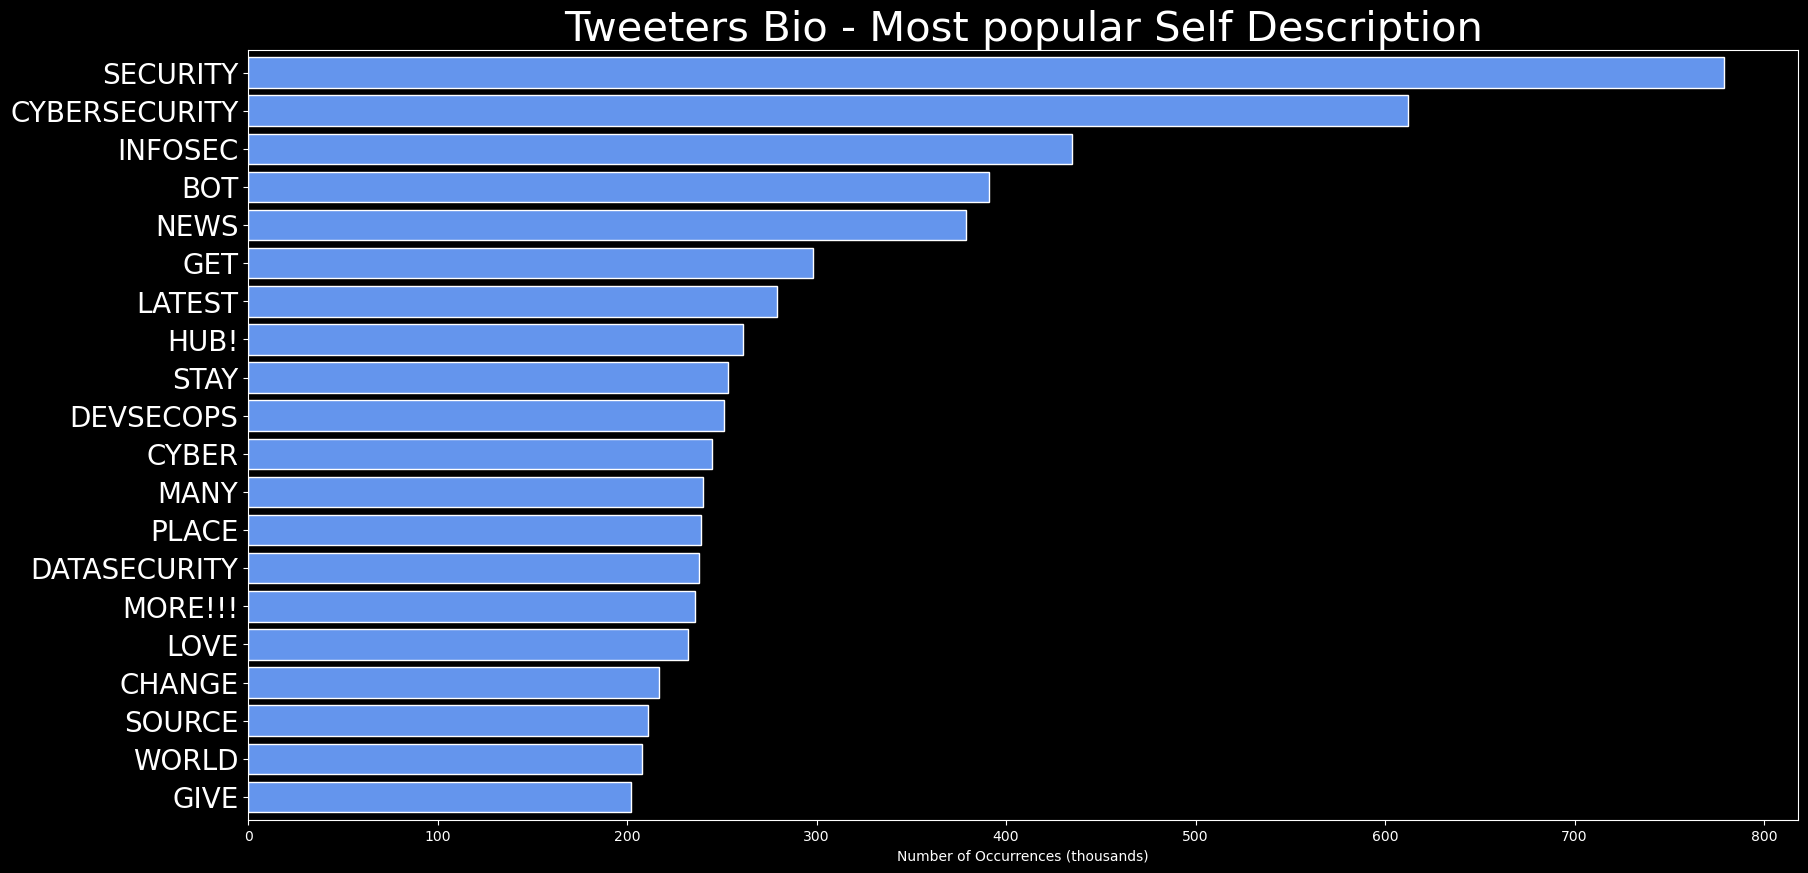 Tweeters Bio - Most popular Self Description
SECURITY
CYBERSECURITY
INFOSEC
BOT
NEWS
GET
LATEST
HUB!
STAY
DEVSECOPS
CYBER
MANY
PLACE
DATASECURITY
MORE!!!
LOVE
CHANGE
SOURCE
WORLD
GIVE
0 100 200 300 400 500 600 700 800
Number of Occurrences (thousands)